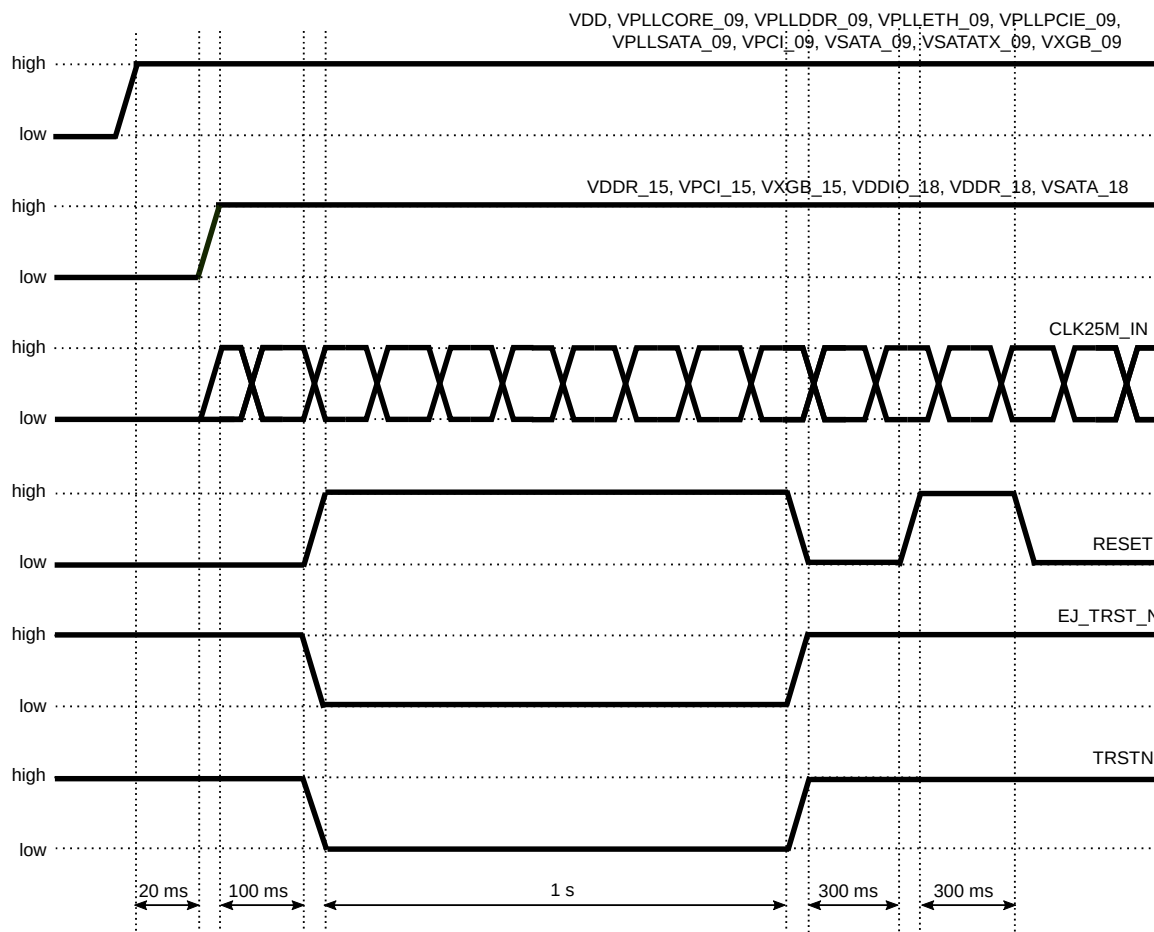 VDD, VPLLCORE_09, VPLLDDR_09, VPLLETH_09, VPLLPCIE_09,
VPLLSATA_09, VPCI_09, VSATA_09, VSATATX_09, VXGB_09
high
low
VDDR_15, VPCI_15, VXGB_15, VDDIO_18, VDDR_18, VSATA_18
high
low
CLK25M_IN
high
low
high
RESET
low
EJ_TRST_N
high
low
TRSTN
high
low
20 ms 100 ms 1 s 300 ms 300 ms